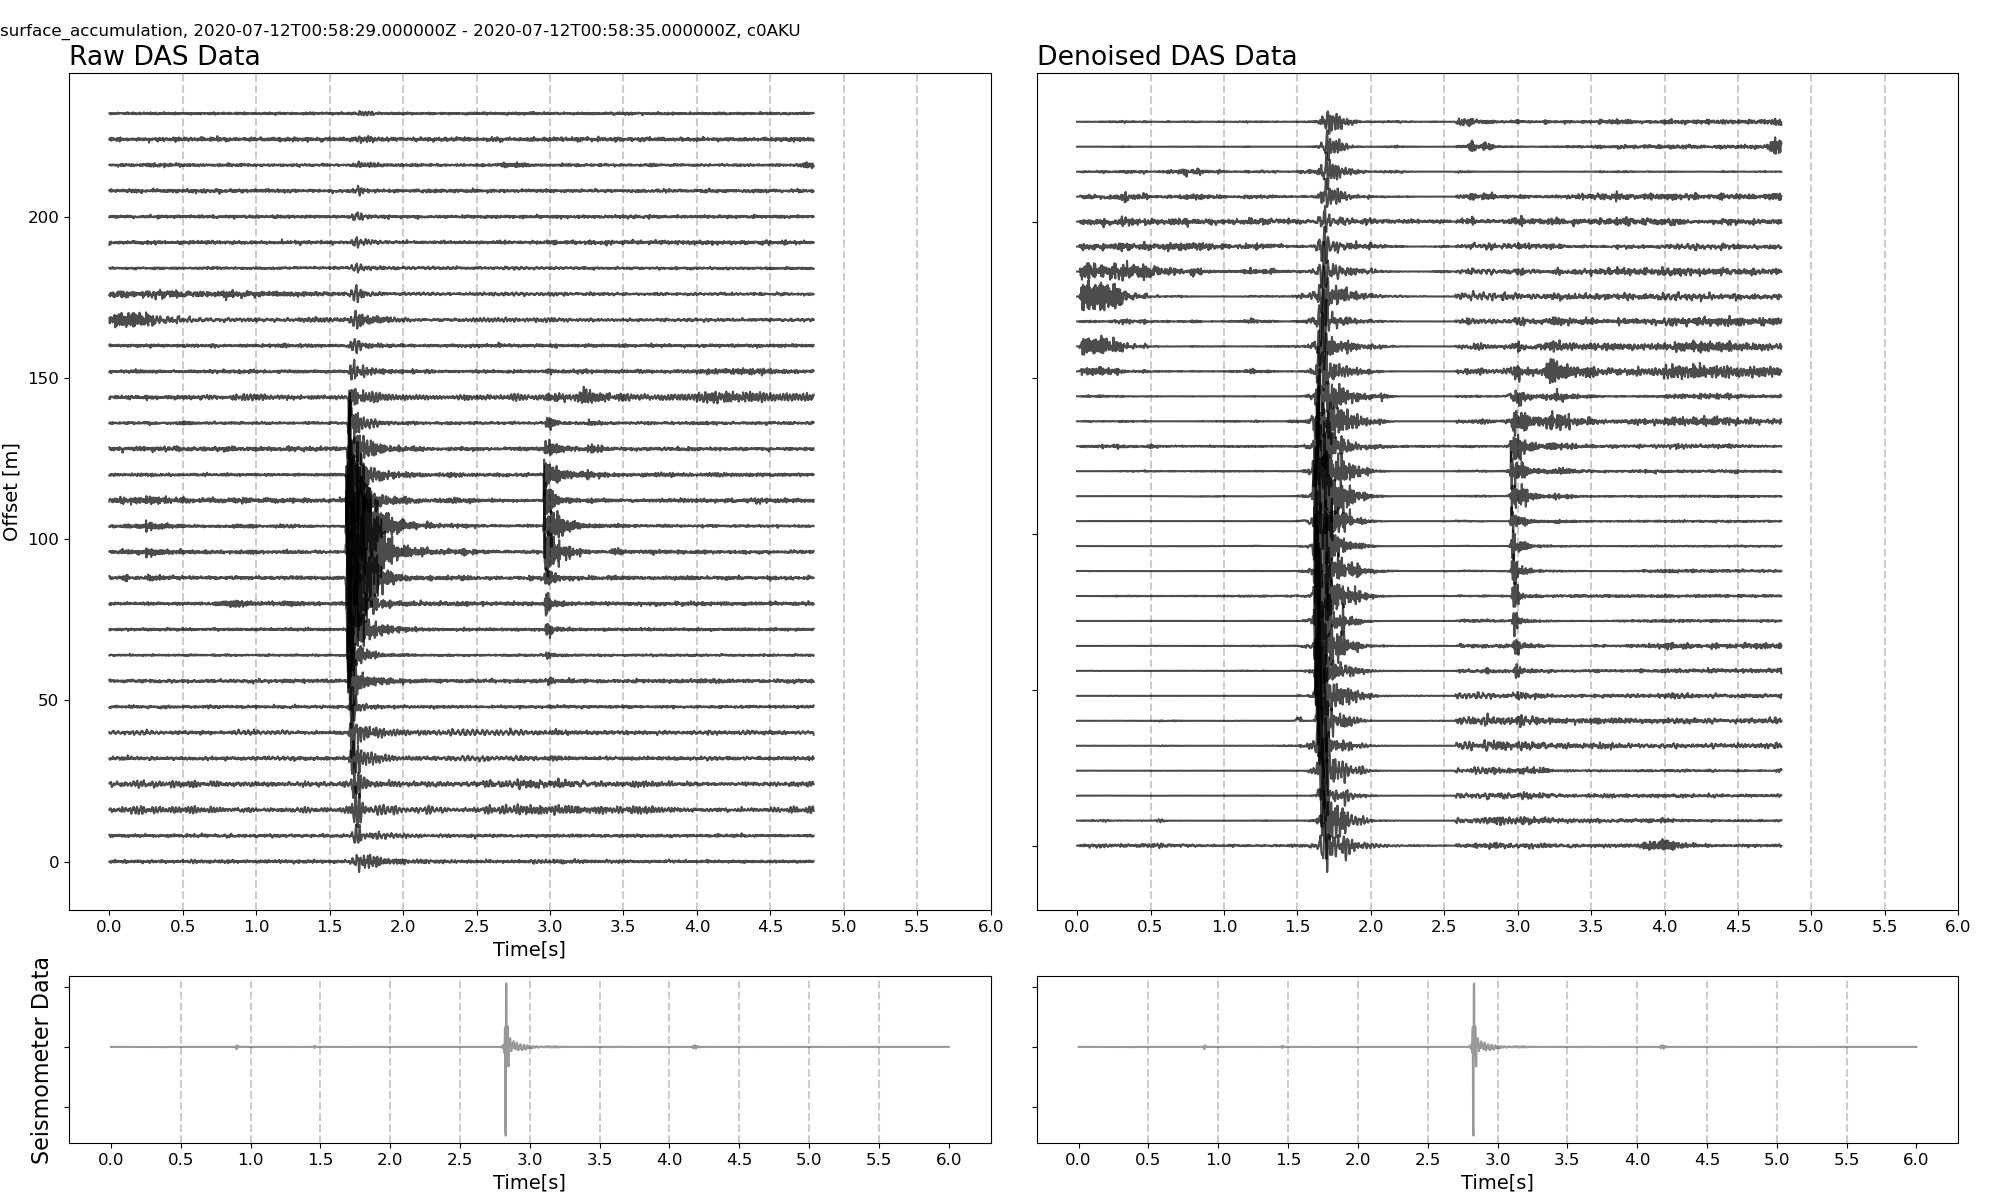 surface_accumulation, 2020-07-12T00:58:29.000000Z - 2020-07-12T00:58:35.000000Z, c0AKU
Raw DAS Data
Denoised DAS Data
Offset [m]
200
150
100
50
0
0.0 0.5 1.0 1.5 2.0 2.5 3.0 3.5 4.0 4.5 5.0 5.5 6.0
Time[s]
0.0 0.5 1.0 1.5 2.0 2.5 3.0 3.5 4.0 4.5 5.0 5.5 6.0
Seismometer Data
0.0 0.5 1.0 1.5 2.0 2.5 3.0 3.5 4.0 4.5 5.0 5.5 6.0
Time[s]
0.0 0.5 1.0 1.5 2.0 2.5 3.0 3.5 4.0 4.5 5.0 5.5 6.0
Time[s]